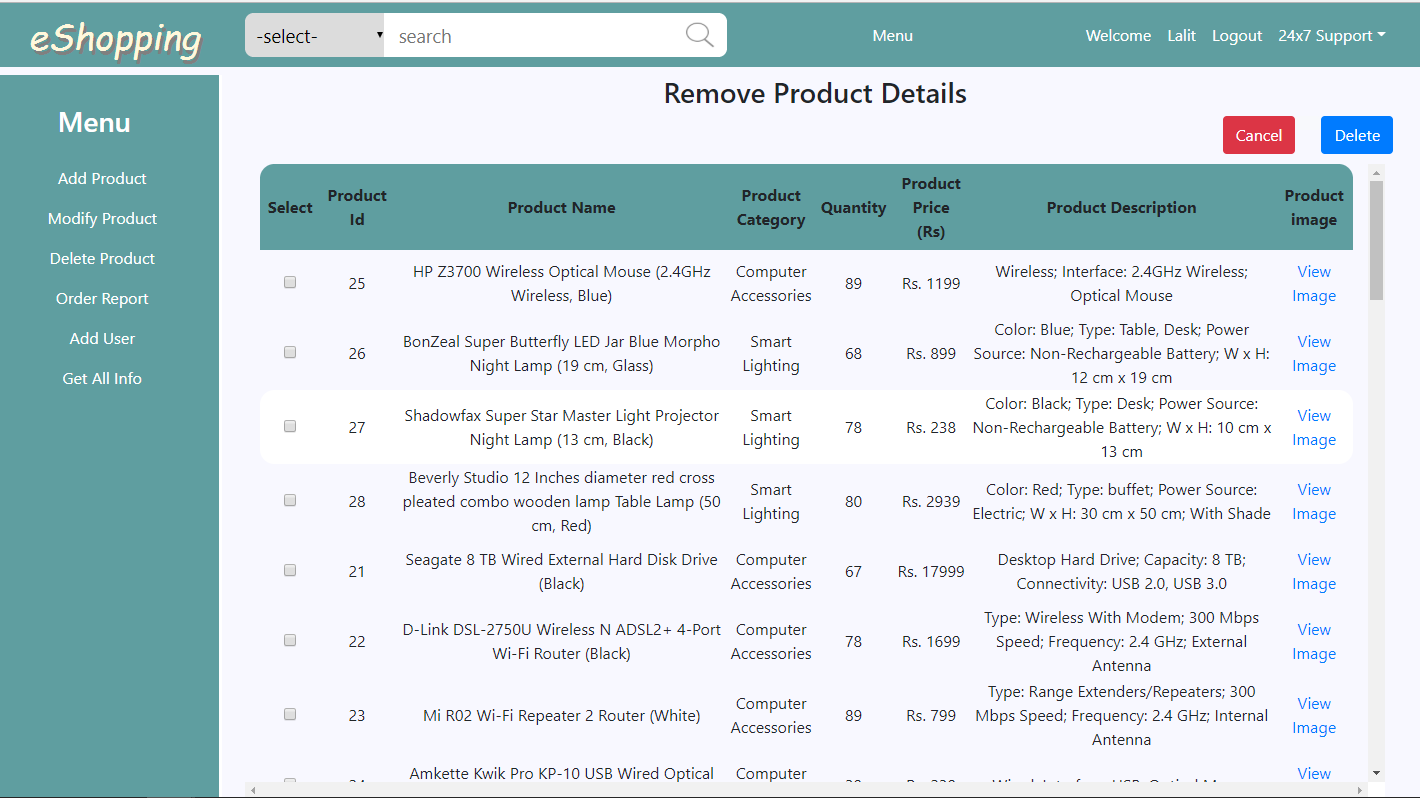 eShopping
-select-
search
Menu
Welcome Lalit Logout 24x7 Support
Menu
Add Product
Modify Product
Delete Product
Order Report
Add User
Get All Info
Remove Product Details
Cancel
Delete
Select
Product
Id
Product Name
Product
Category
Quantity
Product
Price
(Rs)
Product Description
Product
image
25
HP Z3700 Wireless Optical Mouse (2.4GHz
Wireless, Blue)
Computer
Accessories
89
Rs. 1199
Wireless; Interface: 2.4GHz Wireless;
Optical Mouse
View
Image
26
BonZeal Super Butterfly LED Jar Blue Morpho
Night Lamp (19 cm, Glass)
Smart
Lighting
68
Rs. 899
Color: Blue; Type: Table, Desk; Power
Source: Non-Rechargeable Battery; W x H:
12 cm x 19 cm
View
Image
27
Shadowfax Super Star Master Light Projector
Night Lamp (13 cm, Black)
Smart
Lighting
78
Rs. 238
Color: Black; Type: Desk; Power Source:
Non-Rechargeable Battery; W x H: 10 cm x
13 cm
View
Image
28
Beverly Studio 12 Inches diameter red cross
pleated combo wooden lamp Table Lamp (50
cm, Red)
Smart
Lighting
80
Rs. 2939
Color: Red; Type: buffet; Power Source:
Electric; W x H: 30 cm x 50 cm; With Shade
View
Image
21
Seagate 8 TB Wired External Hard Disk Drive
(Black)
Computer
Accessories
67
Rs. 17999
Desktop Hard Drive; Capacity: 8 TB;
Connectivity: USB 2.0, USB 3.0
View
Image
22
D-Link DSL-2750U Wireless N ADSL2+ 4-Port
Wi-Fi Router (Black)
Computer
Accessories
78
Rs. 1699
Type: Wireless With Modem; 300 Mbps
Speed; Frequency: 2.4 GHz; External
Antenna
View
Image
23
Mi R02 Wi-Fi Repeater 2 Router (White)
Computer
Accessories
89
Rs. 799
Type: Range Extenders/Repeaters; 300
Mbps Speed; Frequency: 2.4 GHz; Internal
Antenna
View
Image
Amkette Kwik Pro KP-10 USB Wired Optical
Computer
View